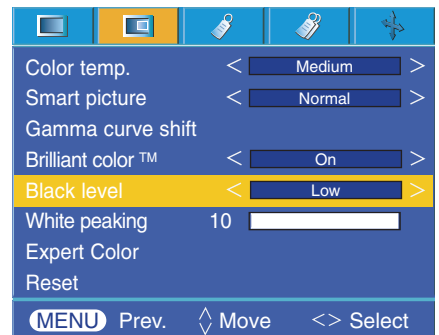 Color temp. < Medium >
Smart picture < Normal >
Gamma curve shift
Brilliant color ™ < On >
Black level < Low >
White peaking 10
Expert Color
Reset
MENU Prev. Move <> Select